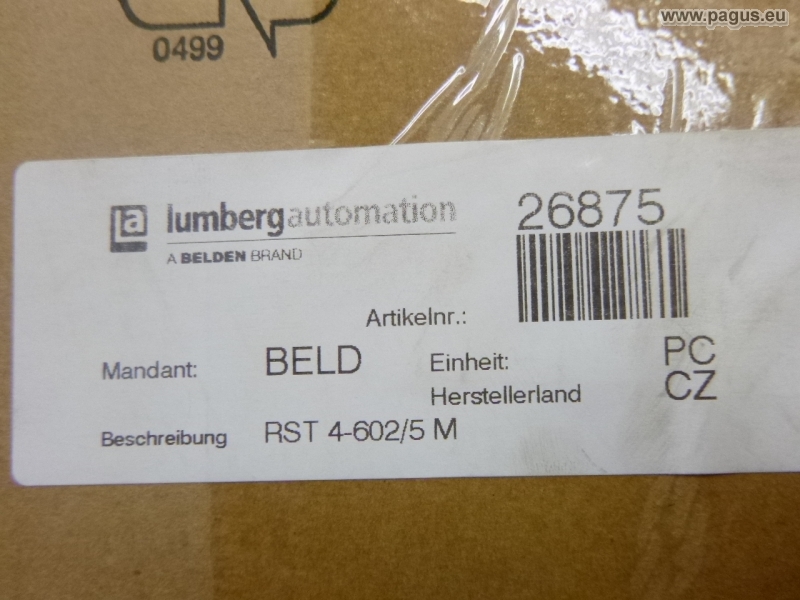 www.pagus.eu
0499
la lumbergautomation
A BELDEN BRAND
26875
Artikelnr.:
Mandant: BELD
Einheit: PC
Herstellerland CZ
Beschreibung RST 4-602/5 M